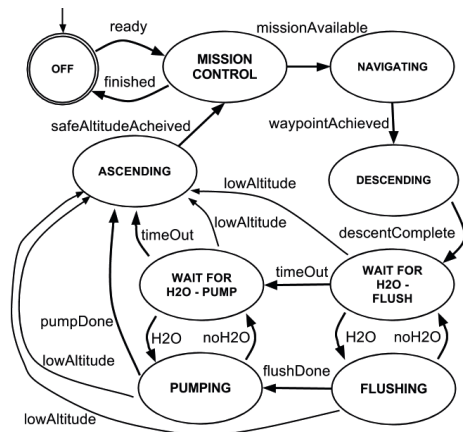 ready
missionAvailable
OFF
MISSION
CONTROL
NAVIGATING
finished
safeAltitudeAcheived
waypointAchieved
ASCENDING
lowAltitude
DESCENDING
lowAltitude
descentComplete
timeOut
WAIT FOR
H2O - PUMP
timeOut
WAIT FOR
H2O -
FLUSH
pumpDone
H2O
noH2O
H2O
noH2O
lowAltitude
PUMPING
flushDone
FLUSHING
lowAltitude